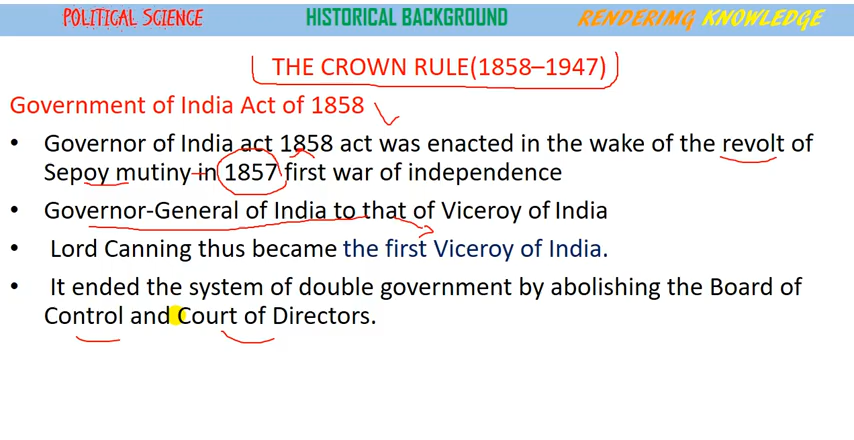 POLITICAL SCIENCE HISTORICAL BACKGROUND RENDERIMG KNOWLEDGE
THE CROWN RULE(1858–1947)
Government of India Act of 1858
• Governor of India act 1858 act was enacted in the wake of the revolt of
Sepoy mutiny in 1857 first war of independence
• Governor-General of India to that of Viceroy of India
• Lord Canning thus became the first Viceroy of India.
• It ended the system of double government by abolishing the Board of
Control and Court of Directors.